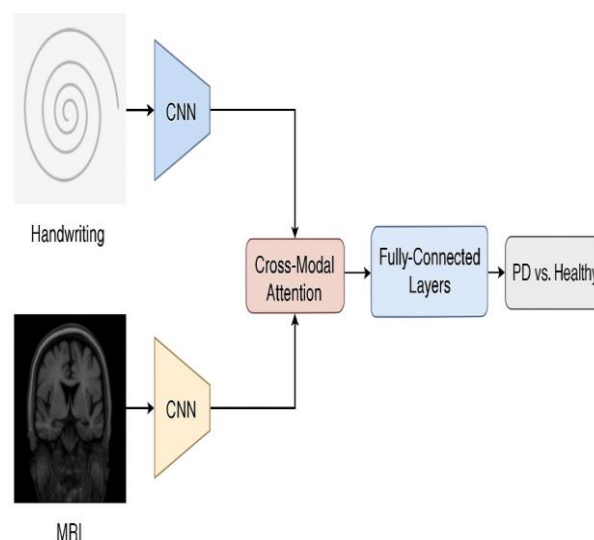 CNN
Handwriting
Cross-Modal
Attention
Fully-Connected
Layers
PD vs. Healthy
CNN
MRI